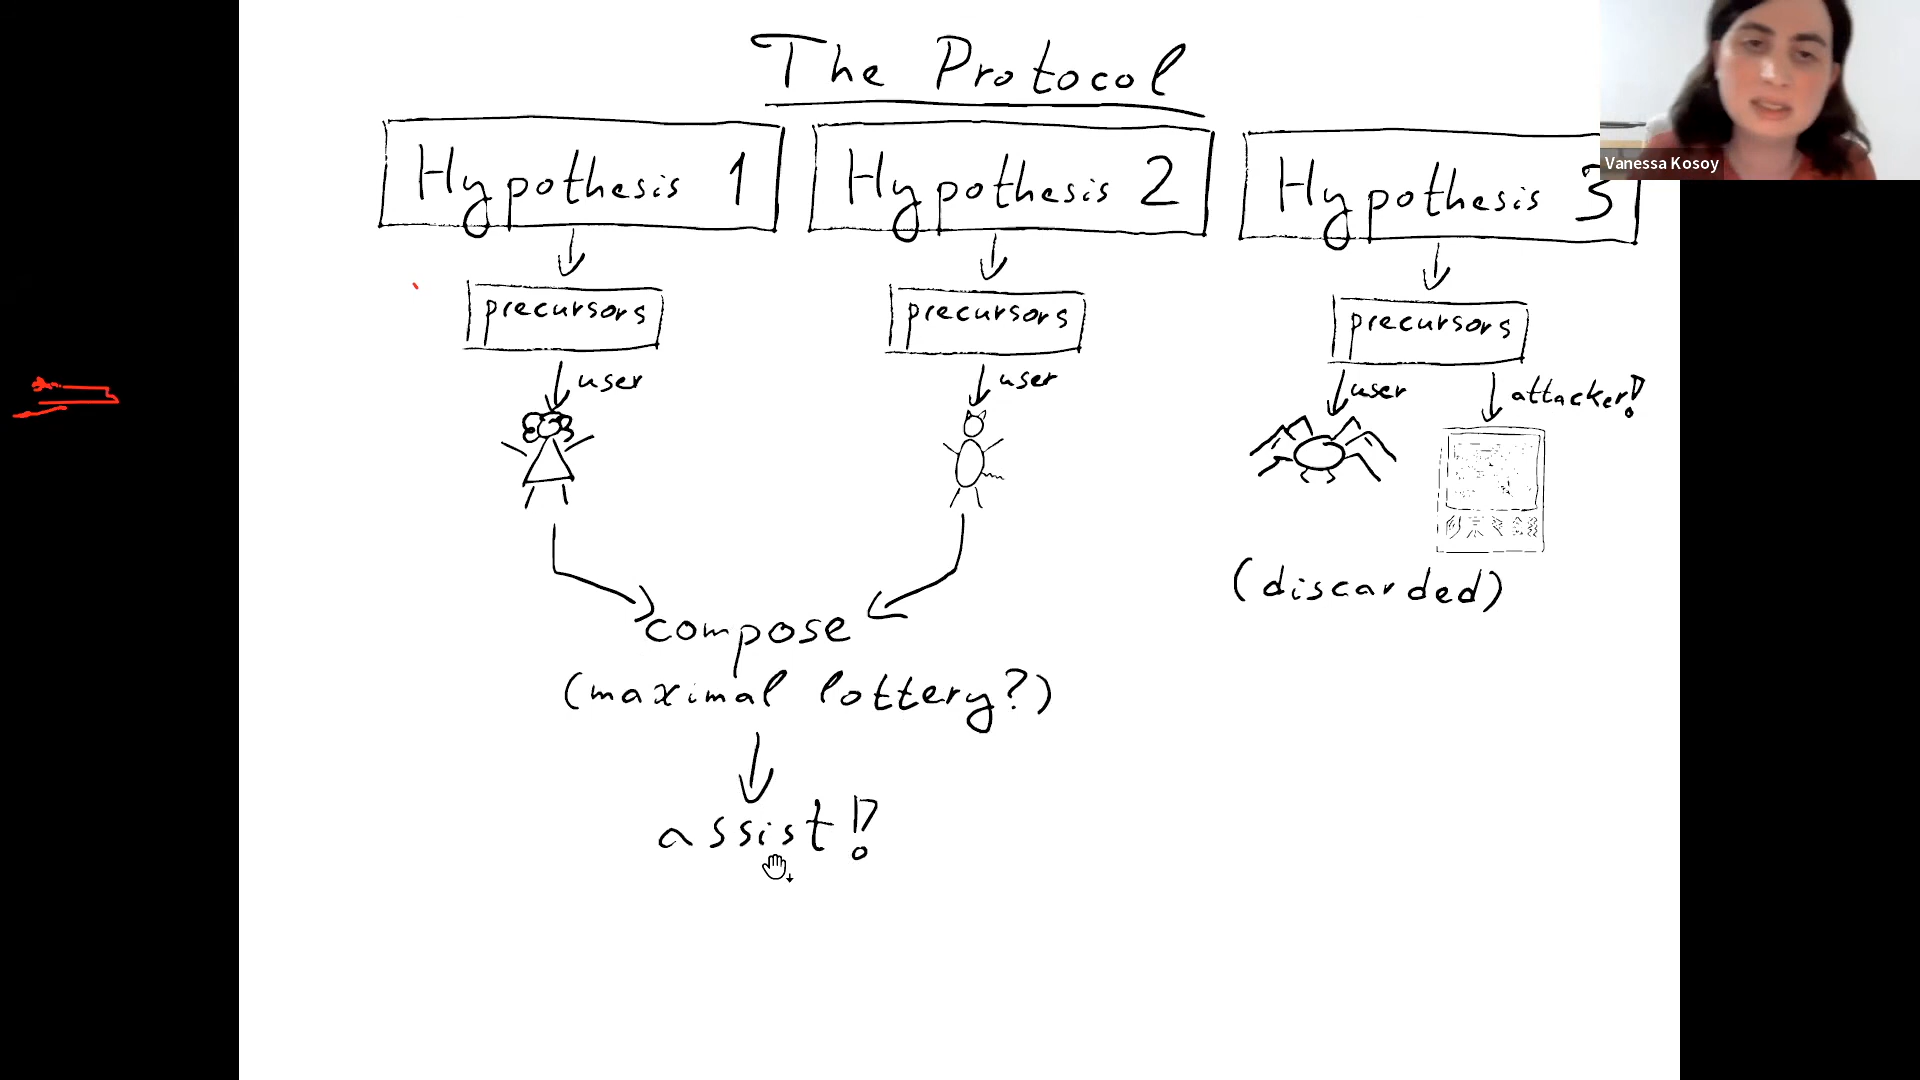 The Protocol
Vanessa Kosoy
Hypothesis 1
Hypothesis 2
Hypothesis 3
precursors
precursors
precursors
user
user
user
attacker!
(discarded)
compose
(maximal lottery?)
assist!